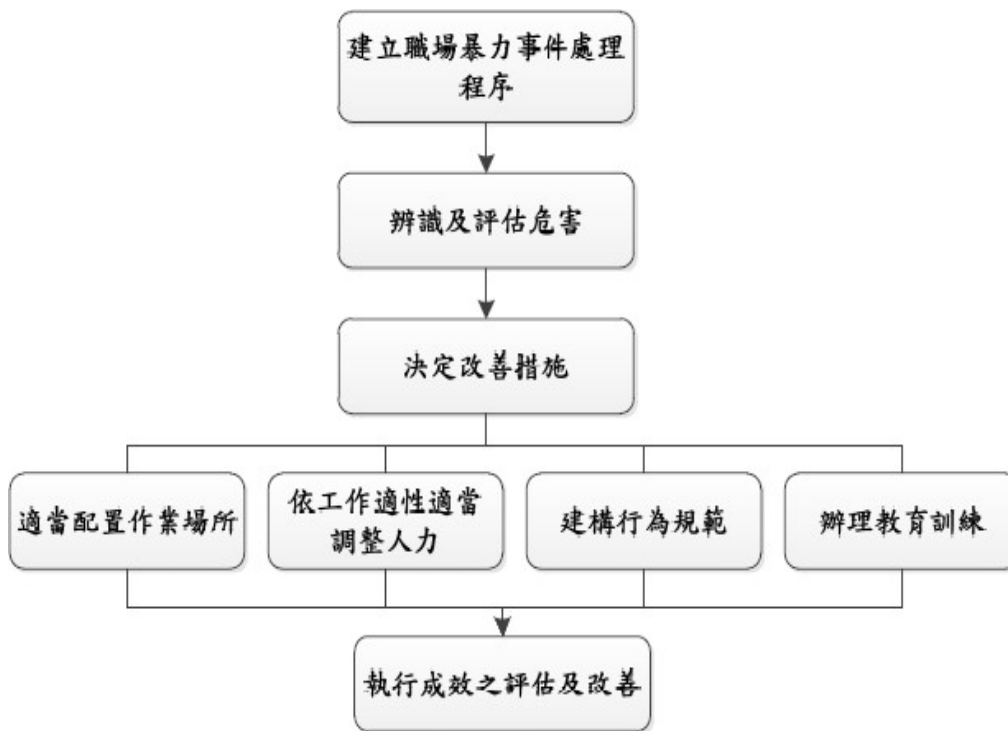 建立職場暴力事件處理
程序
辨識及評估危害
決定改善措施
適當配置作業場所
依工作適性適當
調整人力
建構行為規範
辦理教育訓練
執行成效之評估及改善